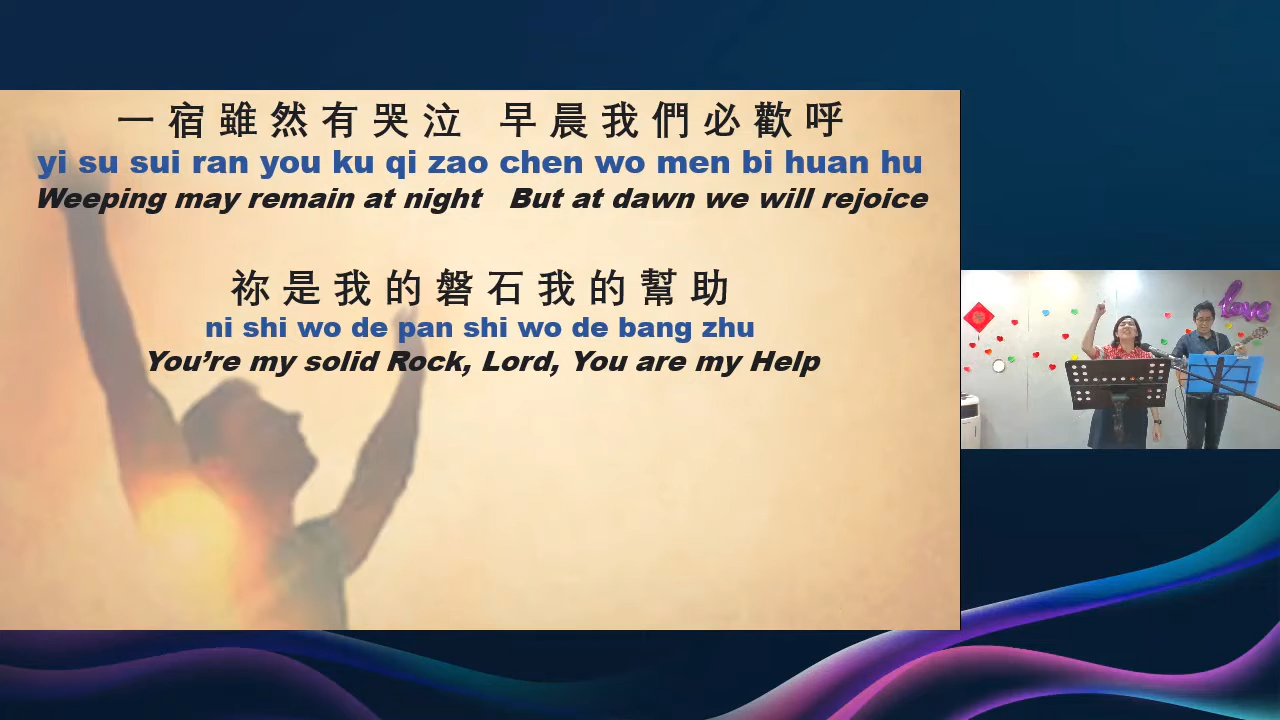 一宿雖然有哭泣 早晨我們必歡呼
yi su sui ran you ku qi zao chen wo men bi huan hu
Weeping may remain at night But at dawn we will rejoice
祢是我的磐石我的幫助
ni shi wo de pan shi wo de bang zhu
You’re my solid Rock, Lord, You are my Help
love